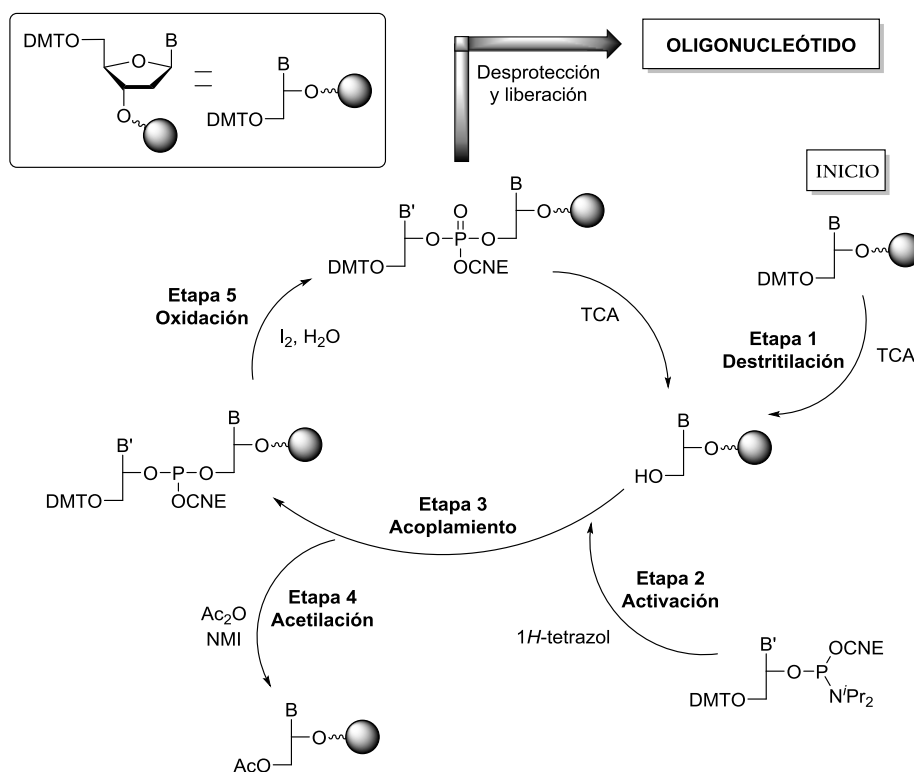 DMTO
B
O
O
B
O
DMTO
Desprotección
y liberación
OLIGONUCLEÓTIDO
INICIO
B
O
DMTO
Etapa 1
Destritilación
TCA
B
O
B'
O
O
P
O
OCNE
DMTO
TCA
Etapa 5
Oxidación
I₂, H₂O
B
O
B'
O
P
O
OCNE
DMTO
B
O
HO
Etapa 3
Acoplamiento
Etapa 2
Activación
1H-tetrazol
Etapa 4
Acetilación
Ac₂O
NMI
B'
OCNE
O
P
NⁱPr₂
DMTO
B
O
AcO